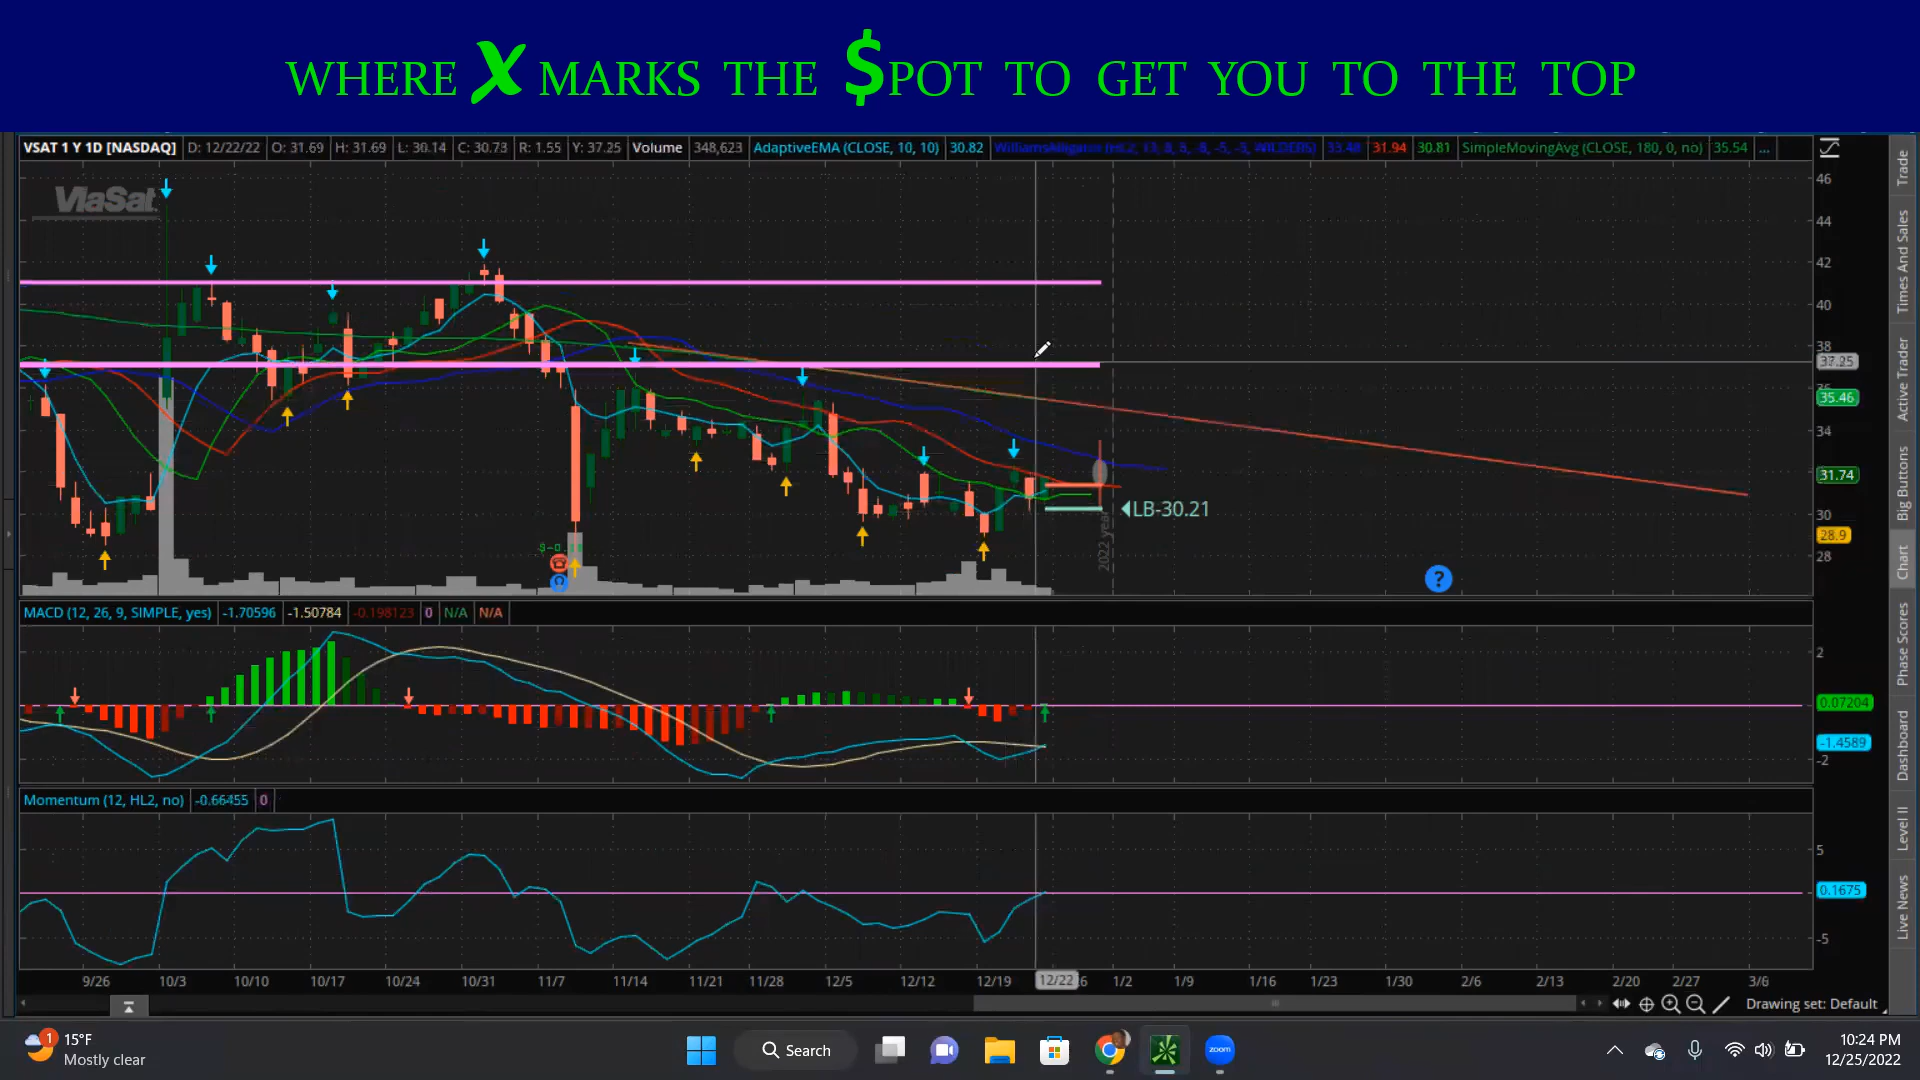 WHERE X MARKS THE $POT TO GET YOU TO THE TOP
VSAT 1 Y 1D [NASDAQ] D: 12/22/22 O: 31.69 H: 31.69 L: 30.14 C: 30.73 R: 1.55 Y: 37.25 Volume 348,623 AdaptiveEMA (CLOSE, 10, 10) 30.82 31.94 30.81 SimpleMovingAvg (CLOSE, 180, 0, no) 35.54 ...
ViaSat
46
44
42
40
38
37.25
35.46
34
31.74
30
28.9
28
LB-30.21
2022 year
?
MACD (12, 26, 9, SIMPLE, yes) -1.70596 -1.50784 -0.198123 0 N/A N/A
2
0.07204
-1.4589
-2
Momentum (12, HL2, no) -0.66455 0
5
0.1675
-5
9/26 10/3 10/10 10/17 10/24 10/31 11/7 11/14 11/21 11/28 12/5 12/12 12/19 12/22 6 1/2 1/9 1/16 1/23 1/30 2/6 2/13 2/20 2/27 3/6
Drawing set: Default
Trade
Times And Sales
Active Trader
Big Buttons
Chart
Phase Scores
Dashboard
Level II
Live News
1
15°F
Mostly clear
Search
zoom
10:24 PM
12/25/2022